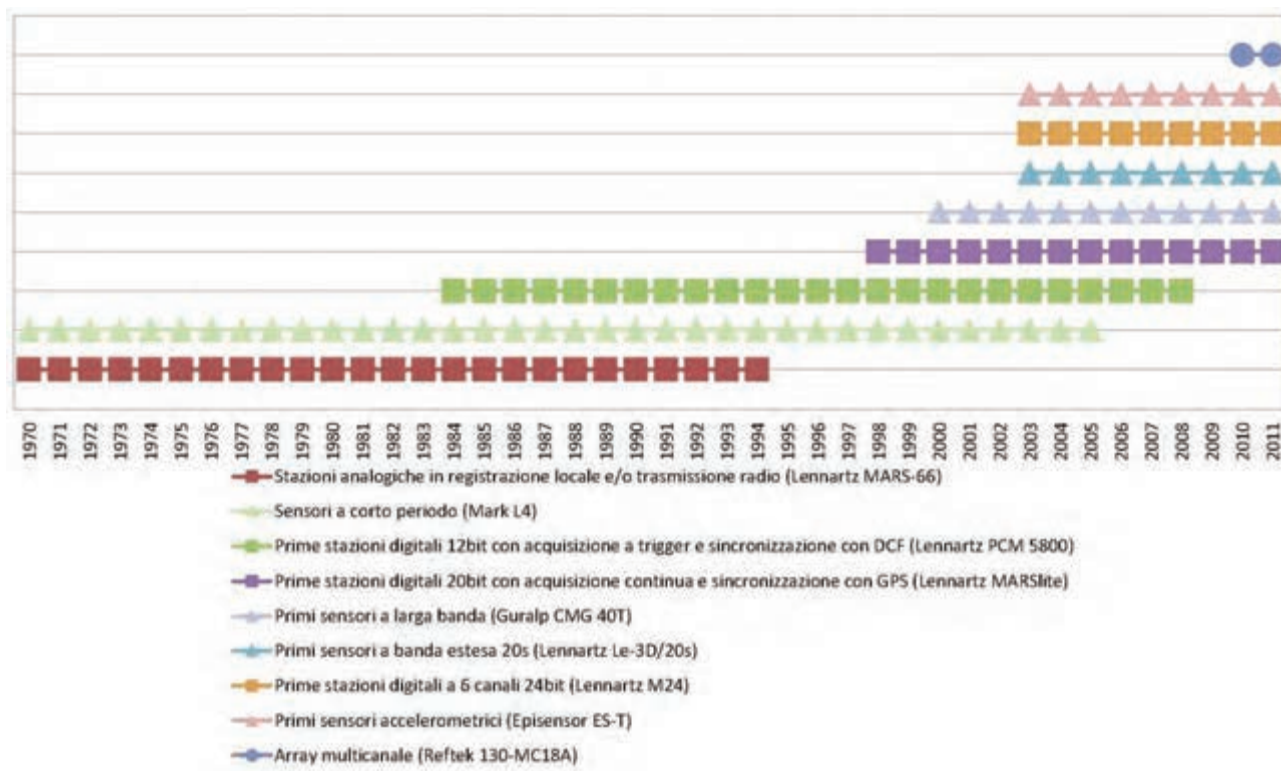 1970 1971 1972 1973 1974 1975 1976 1977 1978 1979 1980 1981 1982 1983 1984 1985 1986 1987 1988 1989 1990 1991 1992 1993 1994 1995 1996 1997 1998 1999 2000 2001 2002 2003 2004 2005 2006 2007 2008 2009 2010 2011
Stazioni analogiche in registrazione locale e/o trasmissione radio (Lennartz MARS-66)
Sensori a corto periodo (Mark L4)
Prime stazioni digitali 12bit con acquisizione a trigger e sincronizzazione con DCF (Lennartz PCM 5800)
Prime stazioni digitali 20bit con acquisizione continua e sincronizzazione con GPS (Lennartz MARSlite)
Primi sensori a larga banda (Guralp CMG 40T)
Primi sensori a banda estesa 20s (Lennartz Le-3D/20s)
Prime stazioni digitali a 6 canali 24bit (Lennartz M24)
Primi sensori accelerometrici (Episensor ES-T)
Array multicanale (Reftek 130-MC18A)